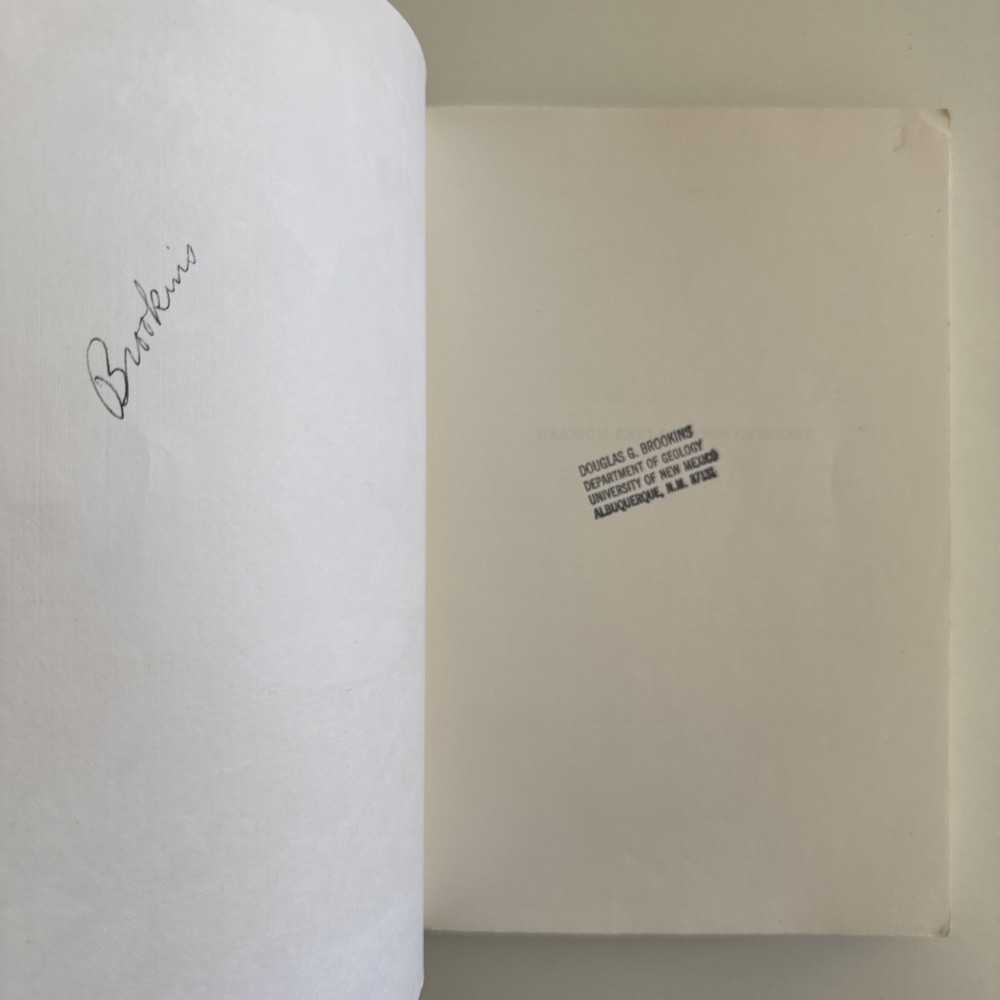 Brookins
DOUGLAS G. BROOKINS
DEPARTMENT OF GEOLOGY
UNIVERSITY OF NEW MEXICO
ALBUQUERQUE, N.M. 87131